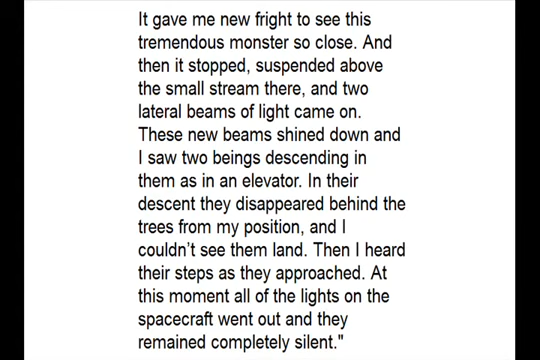 It gave me new fright to see this
tremendous monster so close. And
then it stopped, suspended above
the small stream there, and two
lateral beams of light came on.
These new beams shined down and
I saw two beings descending in
them as in an elevator. In their
descent they disappeared behind the
trees from my position, and I
couldn't see them land. Then I heard
their steps as they approached. At
this moment all of the lights on the
spacecraft went out and they
remained completely silent."